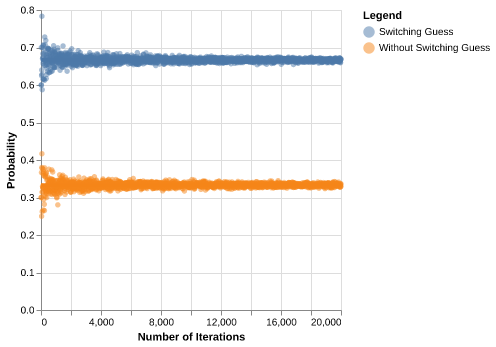 Legend
Switching Guess
Without Switching Guess
Probability
0.8
0.7
0.6
0.5
0.4
0.3
0.2
0.1
0.0
0 4,000 8,000 12,000 16,000 20,000
Number of Iterations